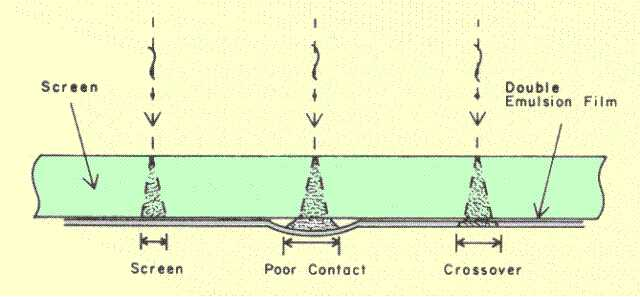 Screen
Double
Emulsion Film
Screen
Poor Contact
Crossover